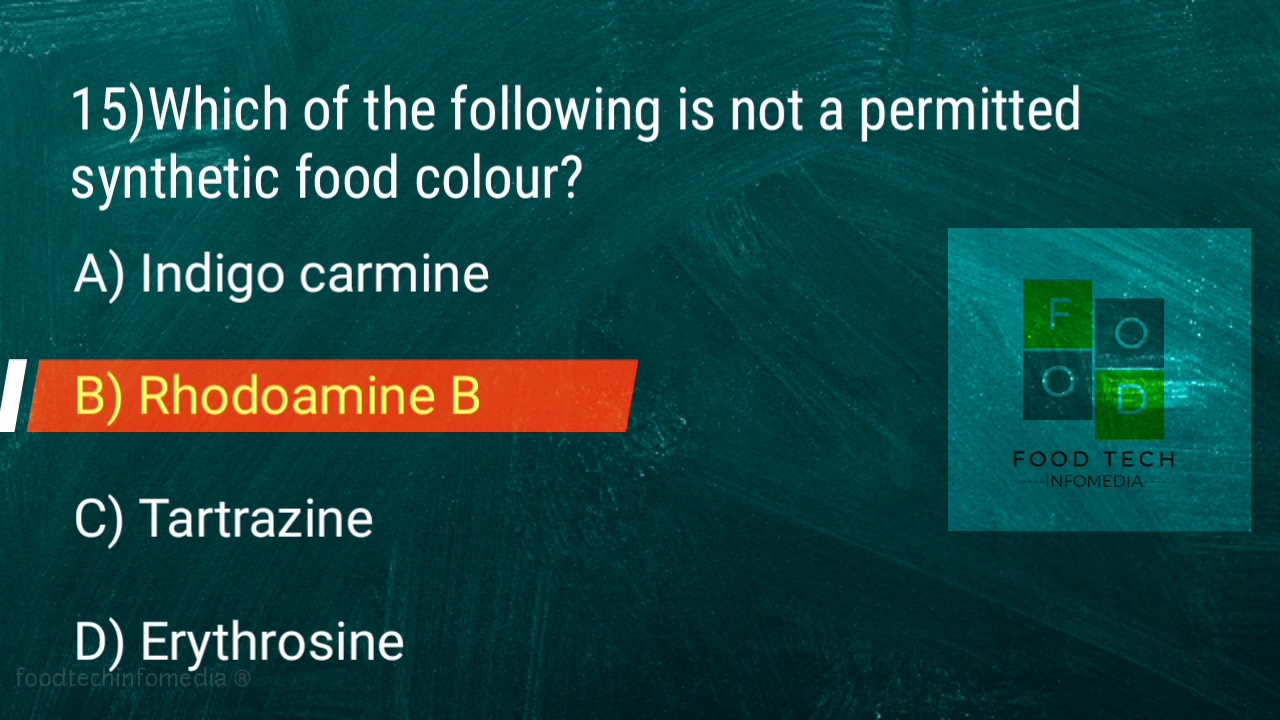 15)Which of the following is not a permitted
synthetic food colour?
A) Indigo carmine
B) Rhodoamine B
C) Tartrazine
D) Erythrosine
F
O
O
D
FOOD TECH
INFOMEDIA
foodtechinfomedia ®